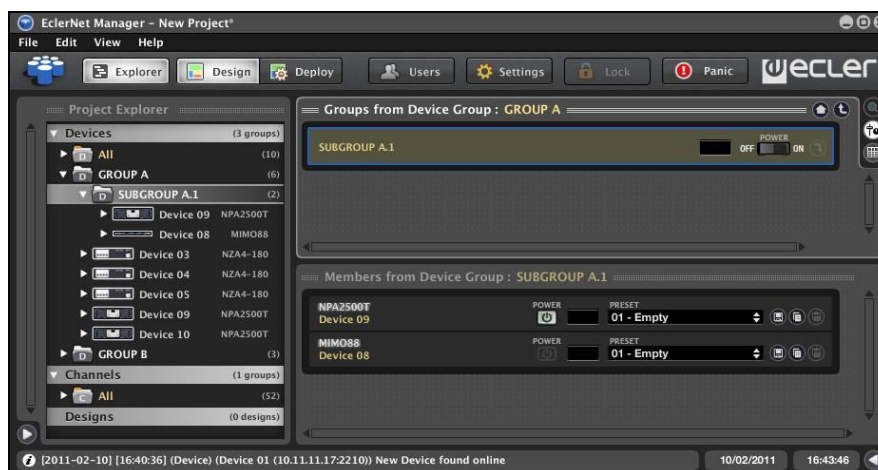 EclerNet Manager - New Project*
File Edit View Help
Explorer Design Deploy Users Settings Lock Panic ecler
Project Explorer
Devices (3 groups)
All (10)
GROUP A (6)
SUBGROUP A.1 (2)
Device 09 NPA2500T
Device 08 MIMO88
Device 03 NZA4-180
Device 04 NZA4-180
Device 05 NZA4-180
Device 09 NPA2500T
Device 10 NPA2500T
GROUP B (3)
Channels (1 groups)
All (52)
Designs (0 designs)
Groups from Device Group : GROUP A
SUBGROUP A.1
POWER
OFF ON
Members from Device Group : SUBGROUP A.1
NPA2500T POWER PRESET
Device 09 01 - Empty
MIMO88 POWER PRESET
Device 08 01 - Empty
[2011-02-10] [16:40:36] (Device) (Device 01 (10.11.11.17:2210)) New Device found online 10/02/2011 16:43:46